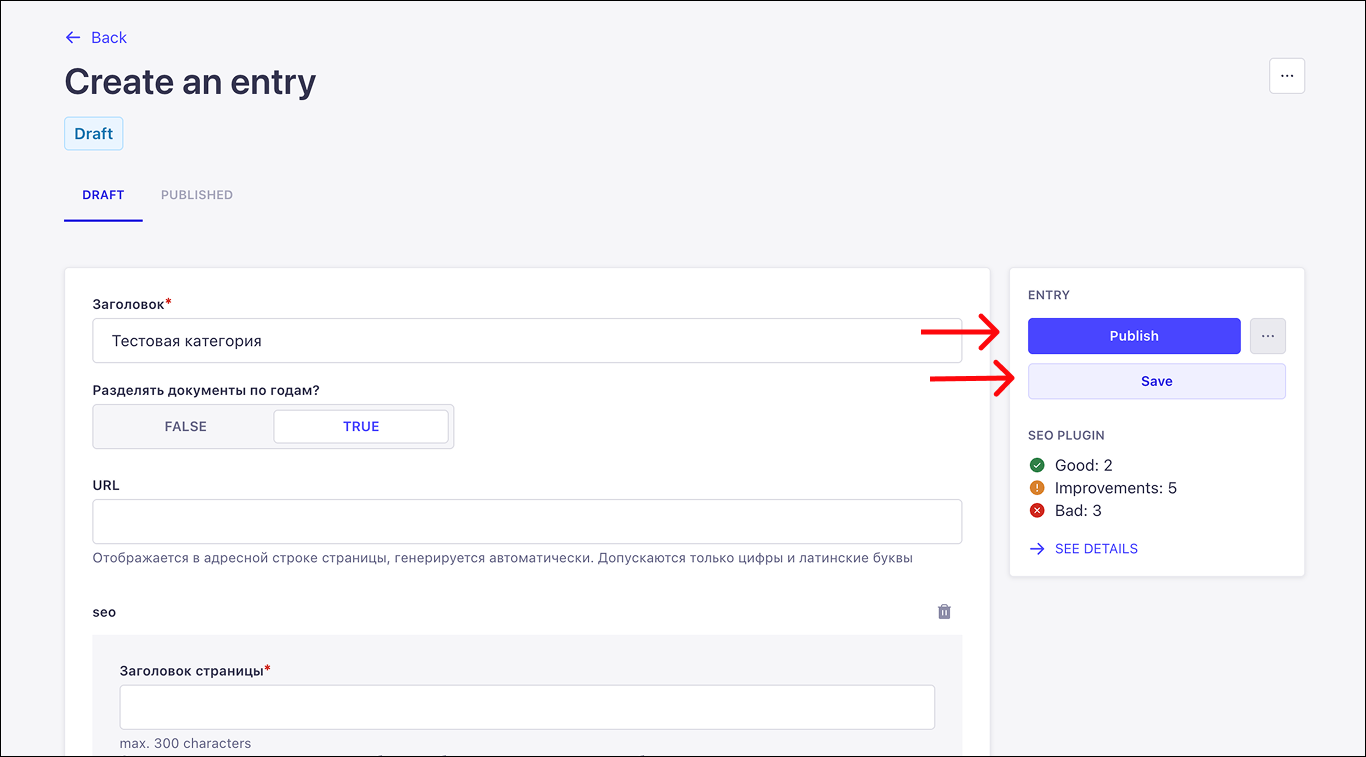 Back
Create an entry
Draft
DRAFT PUBLISHED
Заголовок*
Тестовая категория
Разделять документы по годам?
FALSE TRUE
URL
Отображается в адресной строке страницы, генерируется автоматически. Допускаются только цифры и латинские буквы
seo
Заголовок страницы*
max. 300 characters
ENTRY
Publish
Save
SEO PLUGIN
Good: 2
Improvements: 5
Bad: 3
SEE DETAILS